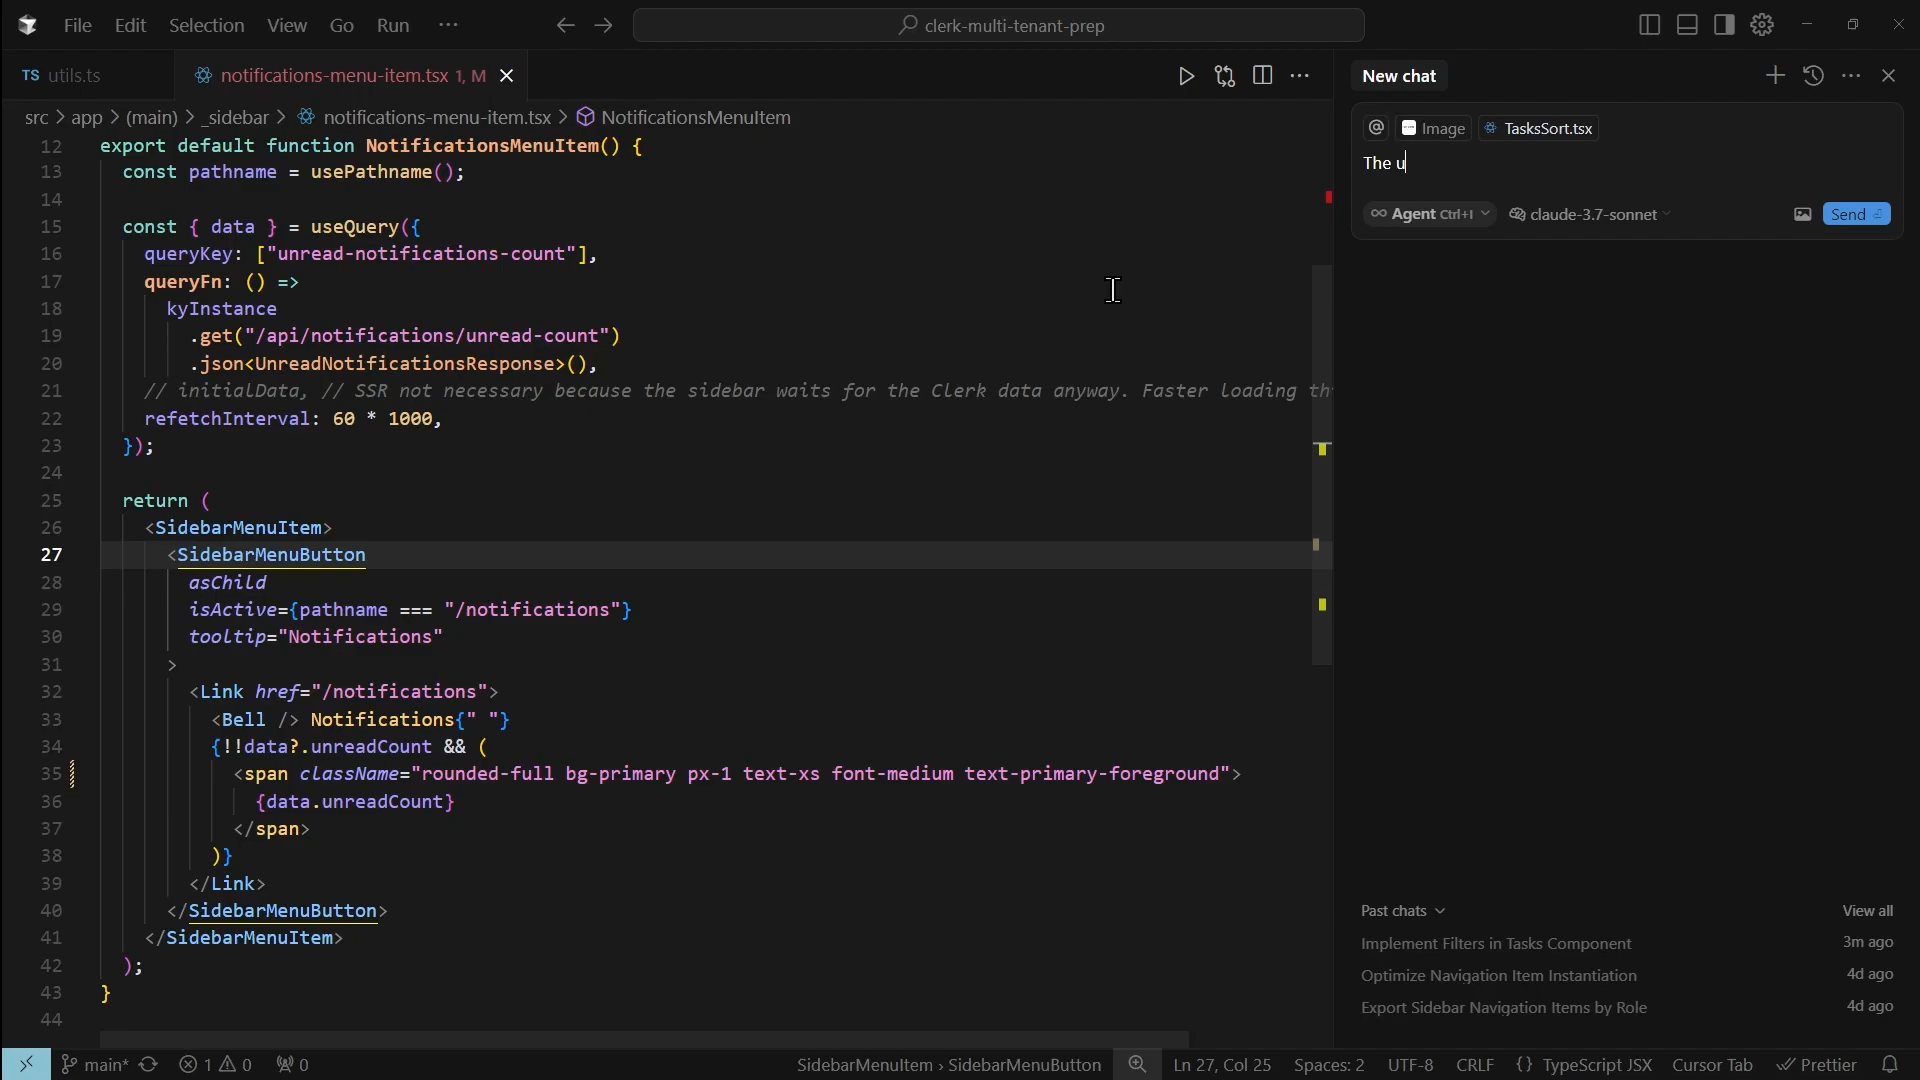 File Edit Selection View Go Run ···
clerk-multi-tenant-prep
TS utils.ts
notifications-menu-item.tsx 1, M
src > app > (main) > _sidebar > notifications-menu-item.tsx > NotificationsMenuItem
12 export default function NotificationsMenuItem() {
13 const pathname = usePathname();
14
15 const { data } = useQuery({
16 queryKey: ["unread-notifications-count"],
17 queryFn: () =>
18 kyInstance
19 .get("/api/notifications/unread-count")
20 .json<UnreadNotificationsResponse>(),
21 // initialData, // SSR not necessary because the sidebar waits for the Clerk data anyway. Faster loading th
22 refetchInterval: 60 * 1000,
23 });
24
25 return (
26 <SidebarMenuItem>
27 <SidebarMenuButton
28 asChild
29 isActive={pathname === "/notifications"}
30 tooltip="Notifications"
31 >
32 <Link href="/notifications">
33 <Bell /> Notifications{" "}
34 {!!data?.unreadCount && (
35 <span className="rounded-full bg-primary px-1 text-xs font-medium text-primary-foreground">
36 {data.unreadCount}
37 </span>
38 )}
39 </Link>
40 </SidebarMenuButton>
41 </SidebarMenuItem>
42 );
43 }
44
New chat
@ Image TasksSort.tsx
The u
∞ Agent Ctrl+I claude-3.7-sonnet Send
Past chats View all
Implement Filters in Tasks Component 3m ago
Optimize Navigation Item Instantiation 4d ago
Export Sidebar Navigation Items by Role 4d ago
main* 1 0 0 SidebarMenuItem › SidebarMenuButton Ln 27, Col 25 Spaces: 2 UTF-8 CRLF {} TypeScript JSX Cursor Tab Prettier